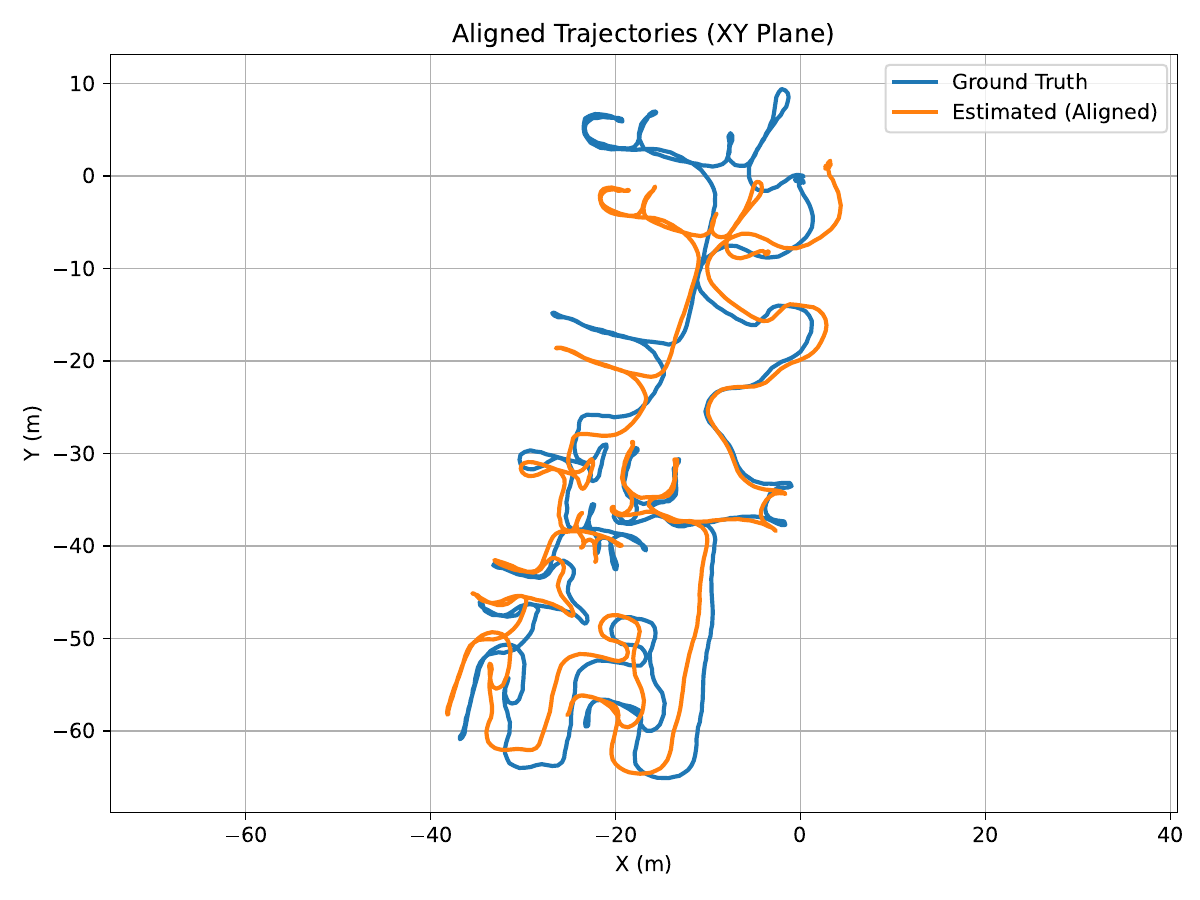 Aligned Trajectories (XY Plane)
Ground Truth
Estimated (Aligned)
10
0
−10
−20
−30
−40
−50
−60
Y (m)
−60
−40
−20
0
20
40
X (m)